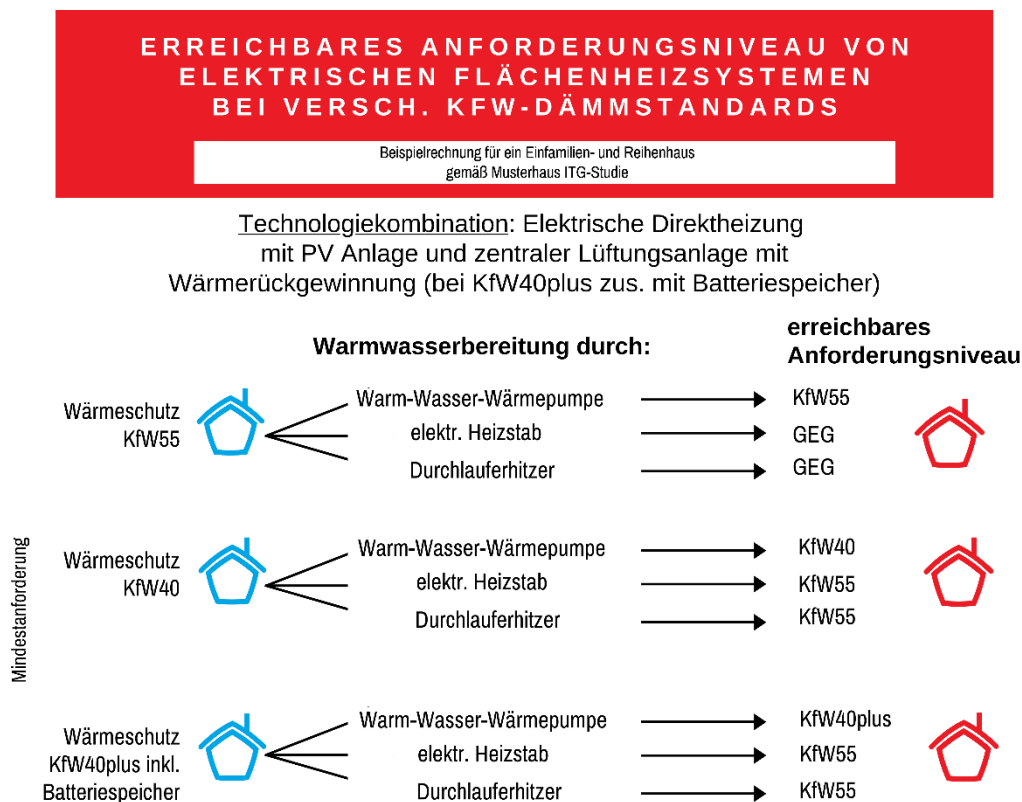 ERREICHBARES ANFORDERUNGSNIVEAU VON
ELEKTRISCHEN FLÄCHENHEIZSYSTEMEN
BEI VERSCH. KFW-DÄMMSTANDARDS
Beispielrechnung für ein Einfamilien- und Reihenhaus
gemäß Musterhaus ITG-Studie
Technologiekombination: Elektrische Direktheizung
mit PV Anlage und zentraler Lüftungsanlage mit
Wärmerückgewinnung (bei KfW40plus zus. mit Batteriespeicher)
Warmwasserbereitung durch:
erreichbares
Anforderungsniveau
Mindestanforderung
Wärmeschutz
KfW55
Warm-Wasser-Wärmepumpe
KfW55
elektr. Heizstab
GEG
Durchlauferhitzer
GEG
Wärmeschutz
KfW40
Warm-Wasser-Wärmepumpe
KfW40
elektr. Heizstab
KfW55
Durchlauferhitzer
KfW55
Wärmeschutz
KfW40plus inkl.
Batteriespeicher
Warm-Wasser-Wärmepumpe
KfW40plus
elektr. Heizstab
KfW55
Durchlauferhitzer
KfW55